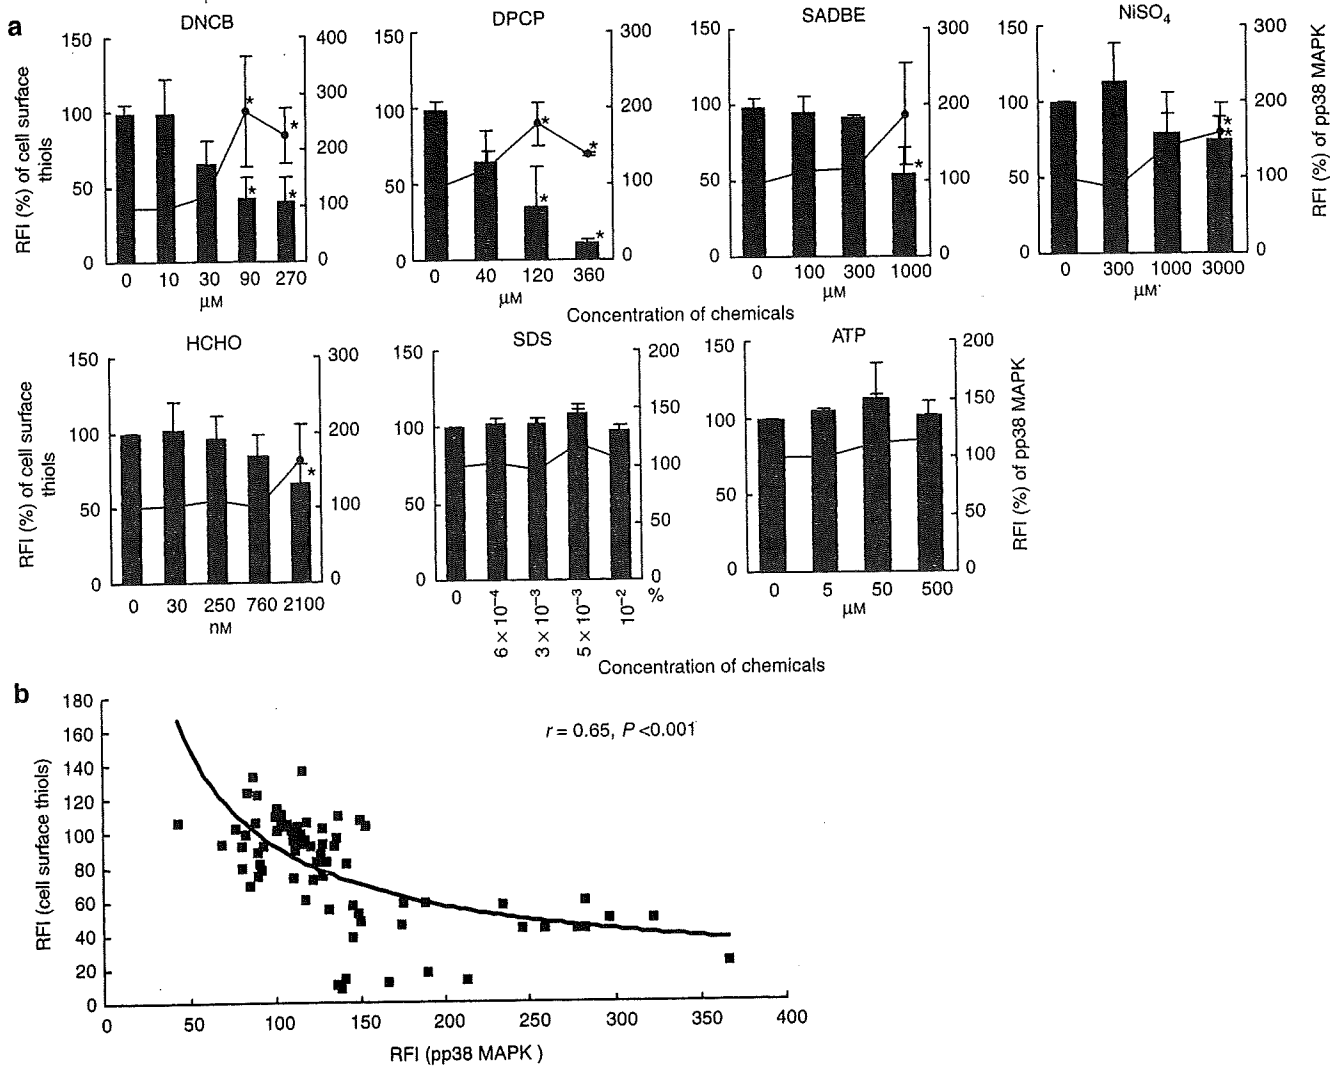 a
DNCB
DPCP
SADBE
NiSO4
RFI (%) of cell surface thiols
150
100
50
0
400
300
200
100
0
0 10 30 90 270
μM
150
100
50
0
300
200
100
0
0 40 120 360
μM
150
100
50
0
300
200
100
0
0 100 300 1000
μM
150
100
50
0
300
200
100
0
0 300 1000 3000
μM
RFI (%) of pp38 MAPK
* * * *
* * * *
*
* *
Concentration of chemicals
HCHO
SDS
ATP
RFI (%) of cell surface thiols
150
100
50
0
300
200
100
0
0 30 250 760 2100
nM
*
150
100
50
0
200
150
100
50
0
0 6 × 10–4 3 × 10–3 5 × 10–3 10–2 %
150
100
50
0
200
150
100
50
0
0 5 50 500
μM
RFI (%) of pp38 MAPK
Concentration of chemicals
b
RFI (cell surface thiols)
180
160
140
120
100
80
60
40
20
0
r = 0.65, P <0.001
0 50 100 150 200 250 300 350 400
RFI (pp38 MAPK )